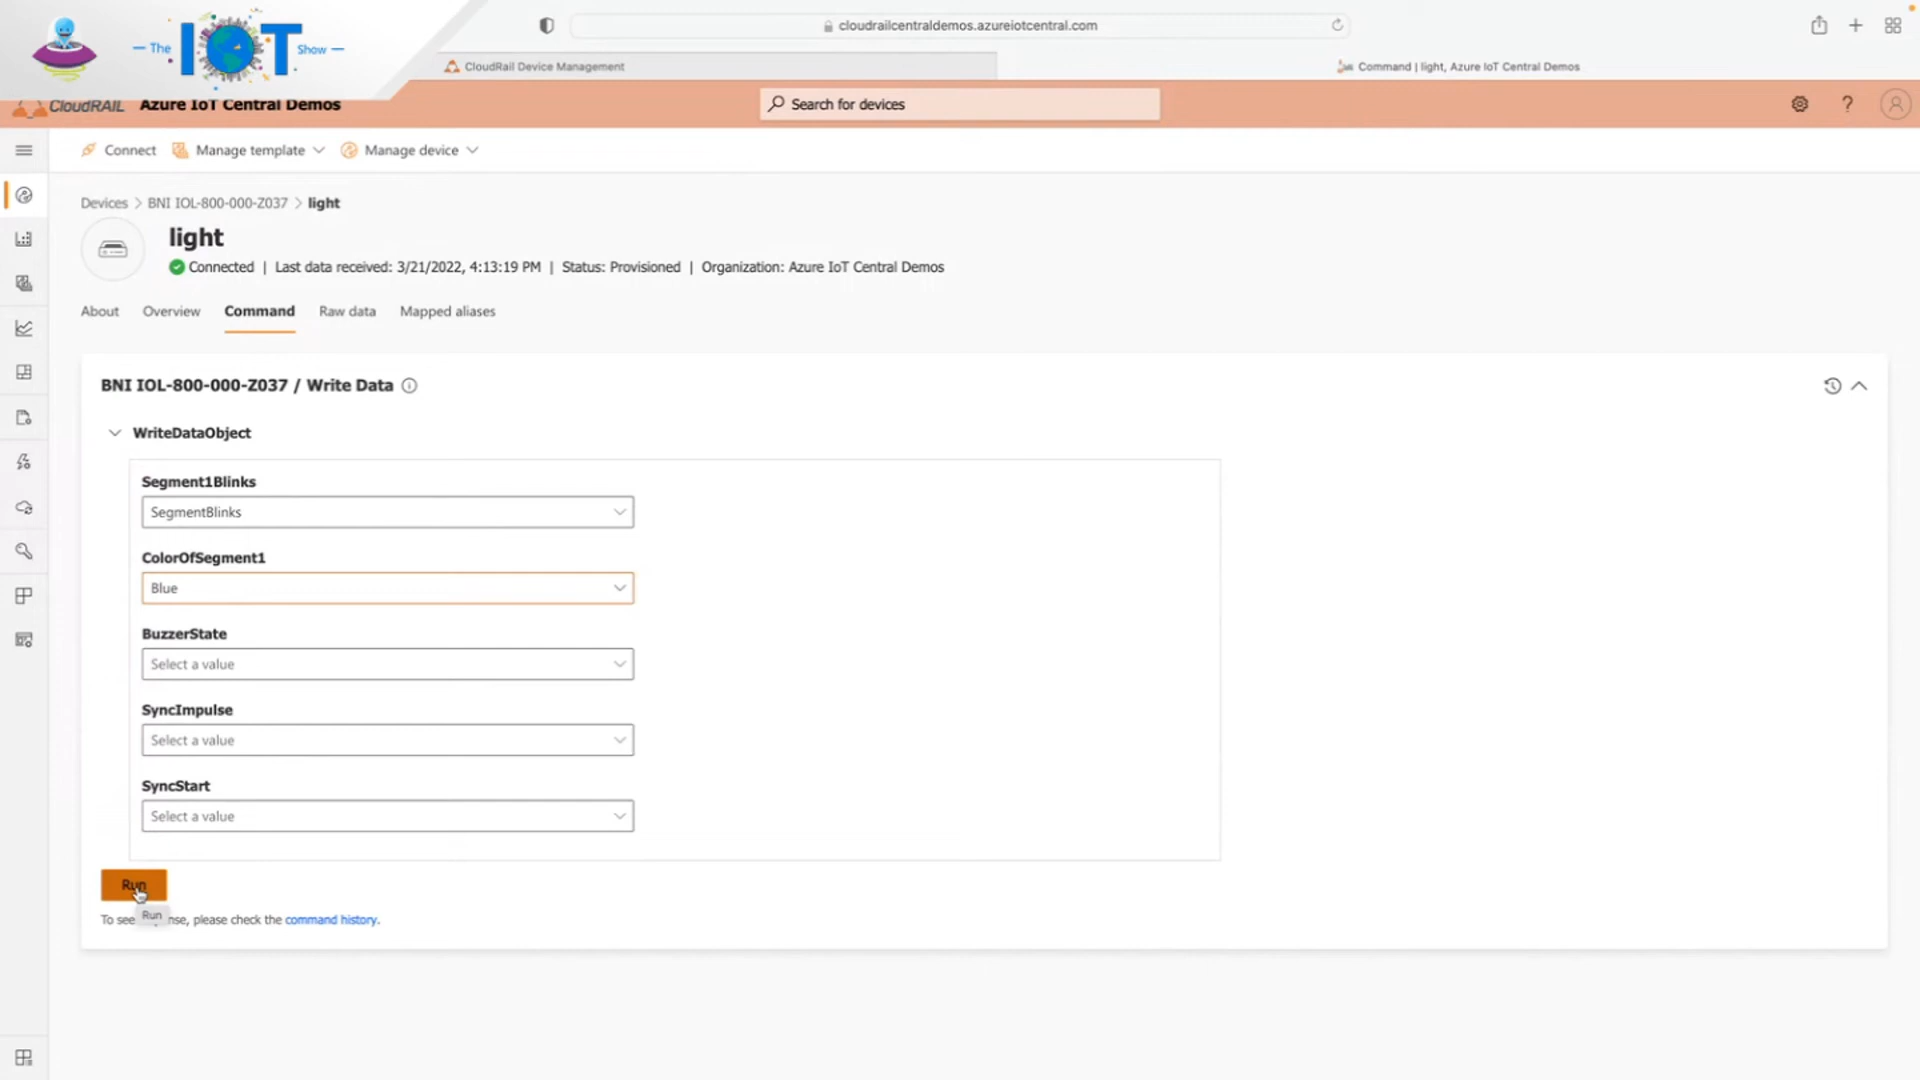 The IOT Show
cloudrailcentraldemos.azureiotcentral.com
CloudRail Device Management
Command | light, Azure IoT Central Demos
CLOUDRAIL Azure IoT Central Demos
Search for devices
?
Connect
Manage template
Manage device
Devices > BNI IOL-800-000-Z037 > light
light
Connected | Last data received: 3/21/2022, 4:13:19 PM | Status: Provisioned | Organization: Azure IoT Central Demos
About Overview Command Raw data Mapped aliases
BNI IOL-800-000-Z037 / Write Data
WriteDataObject
Segment1Blinks
SegmentBlinks
ColorOfSegment1
Blue
BuzzerState
Select a value
SyncImpulse
Select a value
SyncStart
Select a value
Run
Run
To see nse, please check the command history.